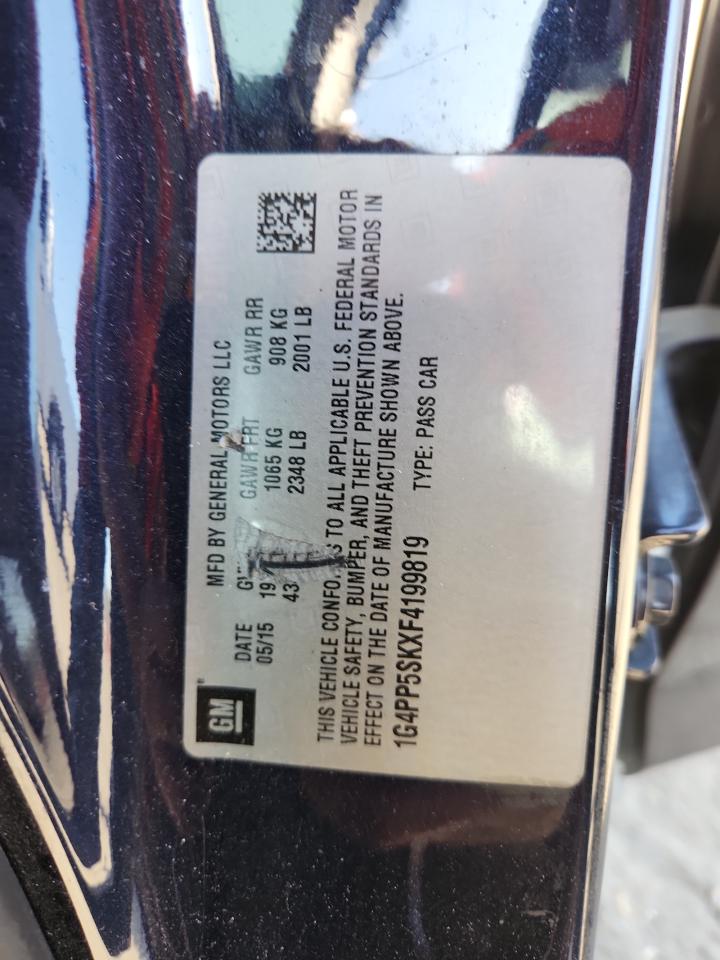 GM
MFD BY GENERAL MOTORS LLC
DATE GAWR FRT GAWR RR
05/15 19 1065 KG 908 KG
43 2348 LB 2001 LB
THIS VEHICLE TO ALL APPLICABLE U.S. FEDERAL MOTOR
VEHICLE SAFETY, BUMPER, AND THEFT PREVENTION STANDARDS IN
EFFECT ON THE DATE OF MANUFACTURE SHOWN ABOVE.
1G4PP5SKXF4199819 TYPE: PASS CAR